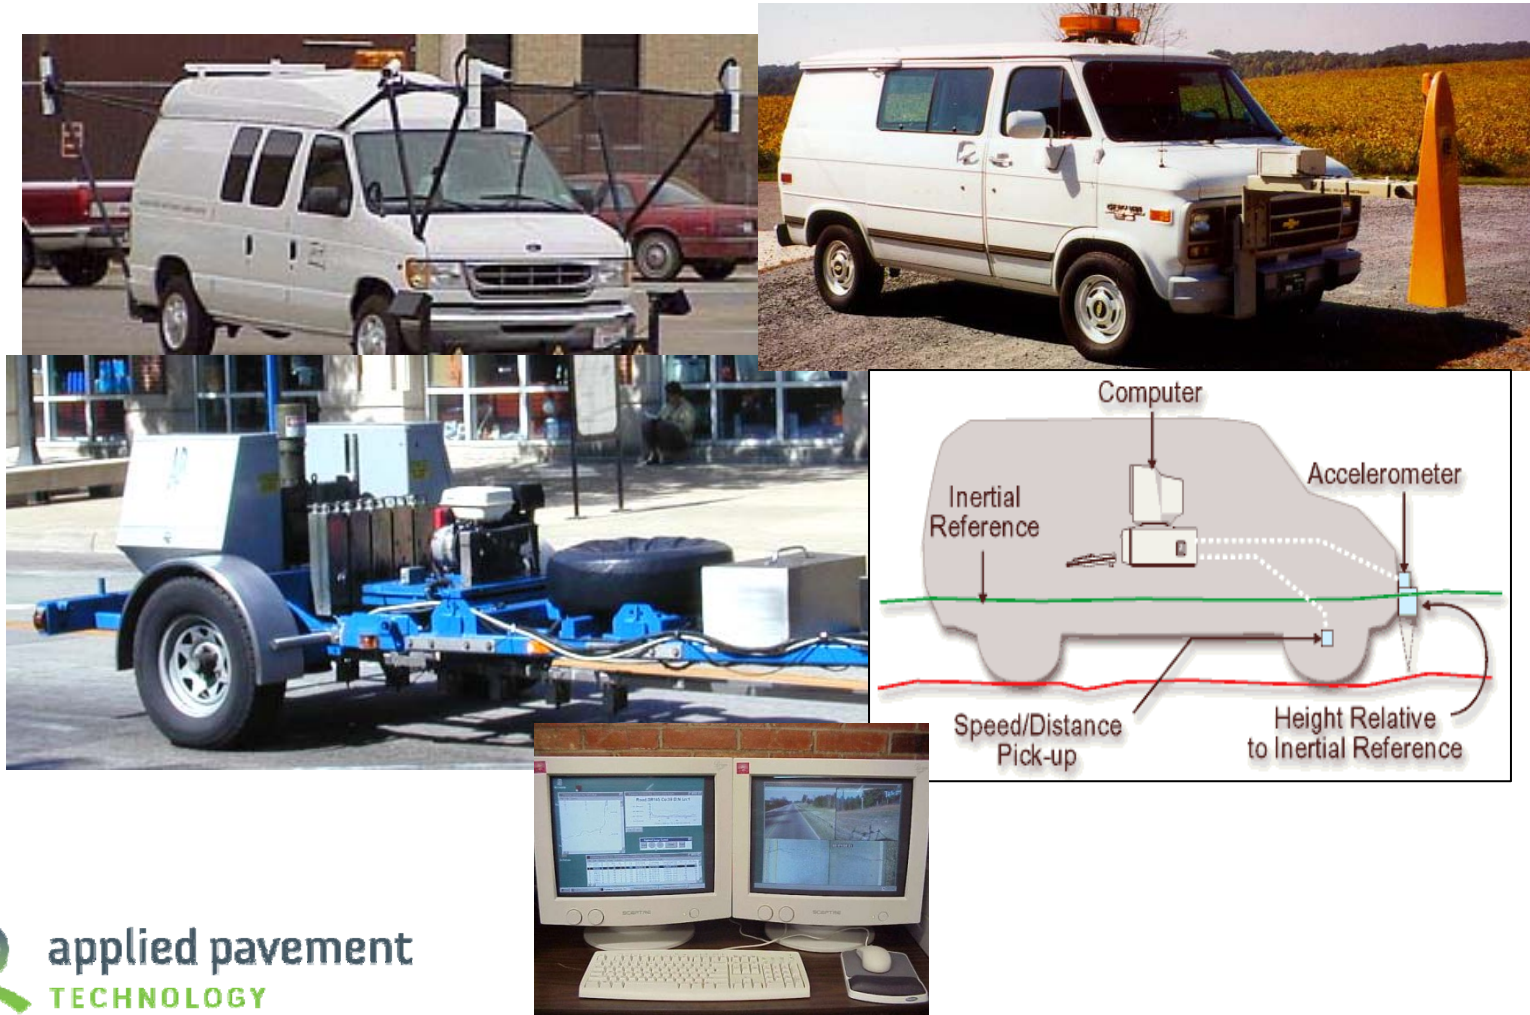 Computer
Accelerometer
Inertial
Reference
Speed/Distance
Pick-up
Height Relative
to Inertial Reference
applied pavement
TECHNOLOGY